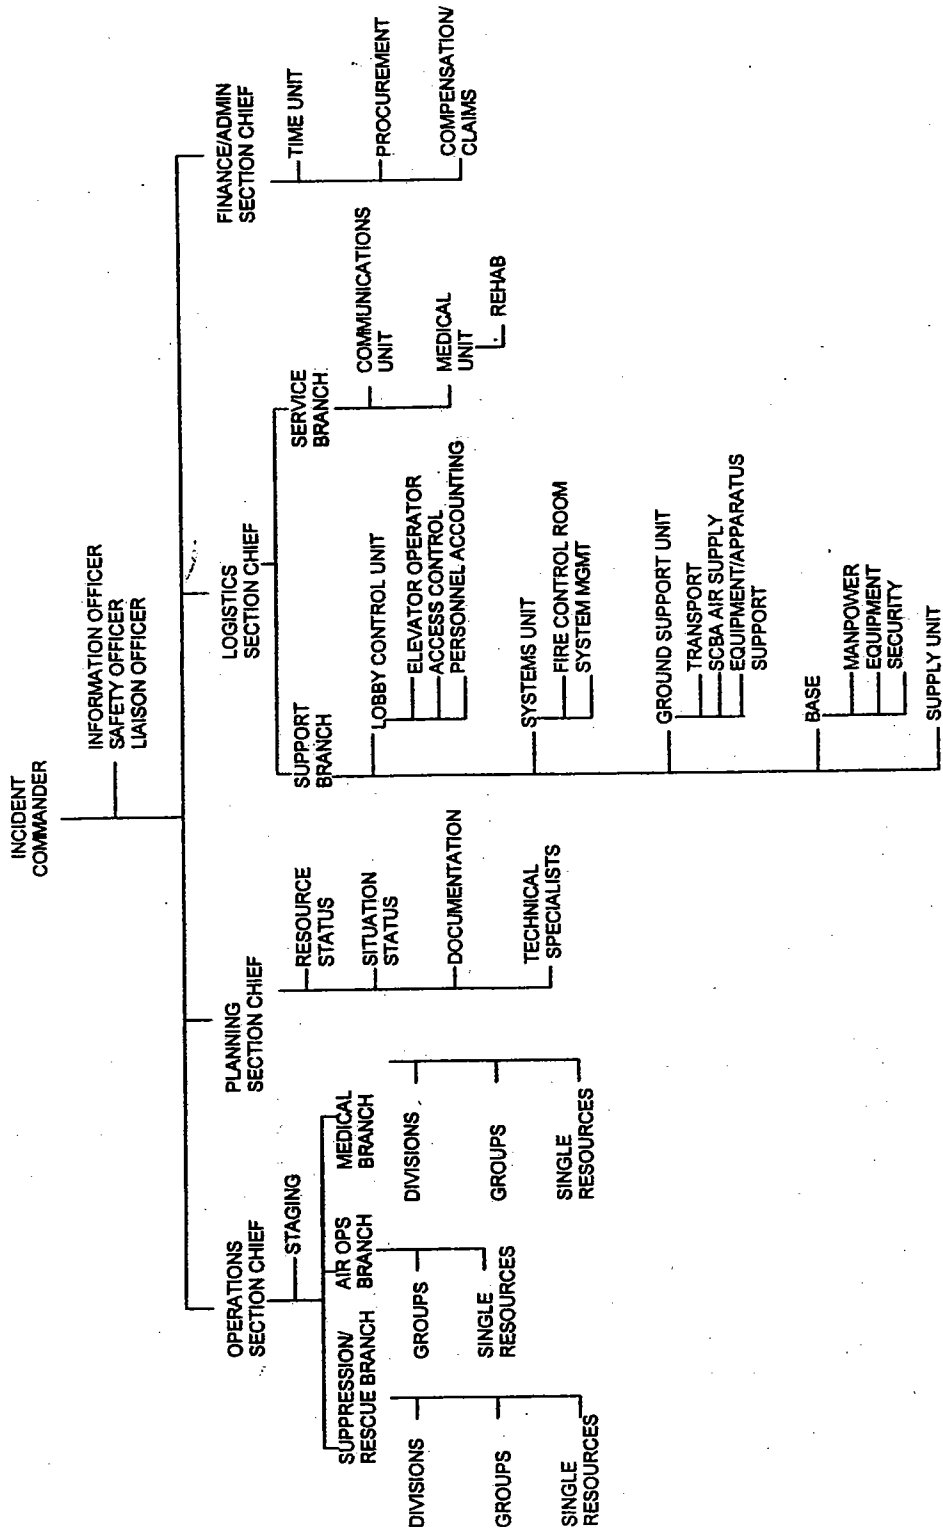 INCIDENT
COMMANDER
INFORMATION OFFICER
SAFETY OFFICER
LIAISON OFFICER
OPERATIONS
SECTION CHIEF
STAGING
SUPPRESSION/
RESCUE BRANCH
DIVISIONS
GROUPS
SINGLE
RESOURCES
AIR OPS
BRANCH
GROUPS
SINGLE
RESOURCES
MEDICAL
BRANCH
DIVISIONS
GROUPS
SINGLE
RESOURCES
PLANNING
SECTION CHIEF
RESOURCE
STATUS
SITUATION
STATUS
DOCUMENTATION
TECHNICAL
SPECIALISTS
LOGISTICS
SECTION CHIEF
SUPPORT
BRANCH
LOBBY CONTROL UNIT
ELEVATOR OPERATOR
ACCESS CONTROL
PERSONNEL ACCOUNTING
SYSTEMS UNIT
FIRE CONTROL ROOM
SYSTEM MGMT
GROUND SUPPORT UNIT
TRANSPORT
SCBA AIR SUPPLY
EQUIPMENT/APPARATUS
SUPPORT
BASE
MANPOWER
EQUIPMENT
SECURITY
SUPPLY UNIT
SERVICE
BRANCH
COMMUNICATIONS
UNIT
MEDICAL
UNIT
REHAB
FINANCE/ADMIN
SECTION CHIEF
TIME UNIT
PROCUREMENT
COMPENSATION/
CLAIMS